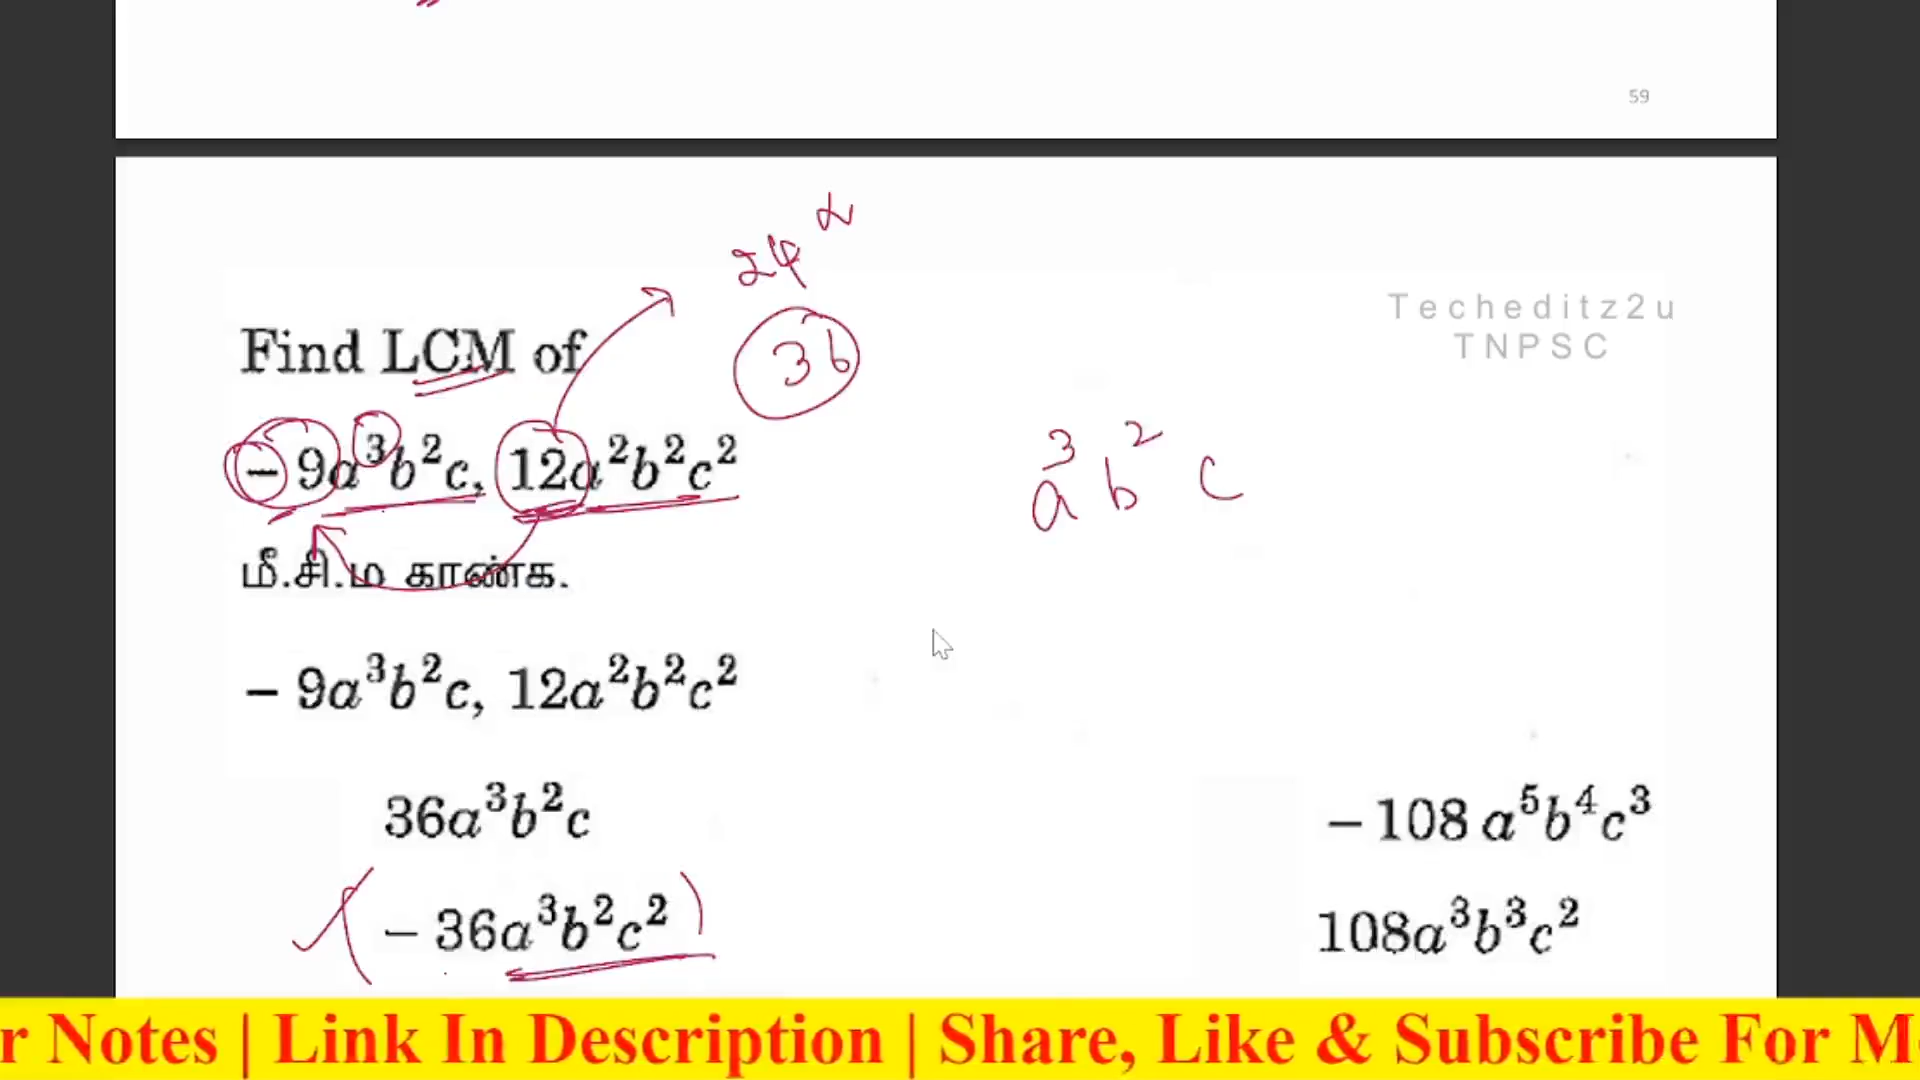 59
2
24
36
Techeditz2u
TNPSC
Find LCM of
– 9a³b²c, 12a²b²c²
a³ b² c
மீ.சி.ம காண்க.
– 9a³b²c, 12a²b²c²
36a³b²c
– 108 a⁵b⁴c³
– 36a³b²c²
108a³b³c²
r Notes | Link In Description | Share, Like & Subscribe For M